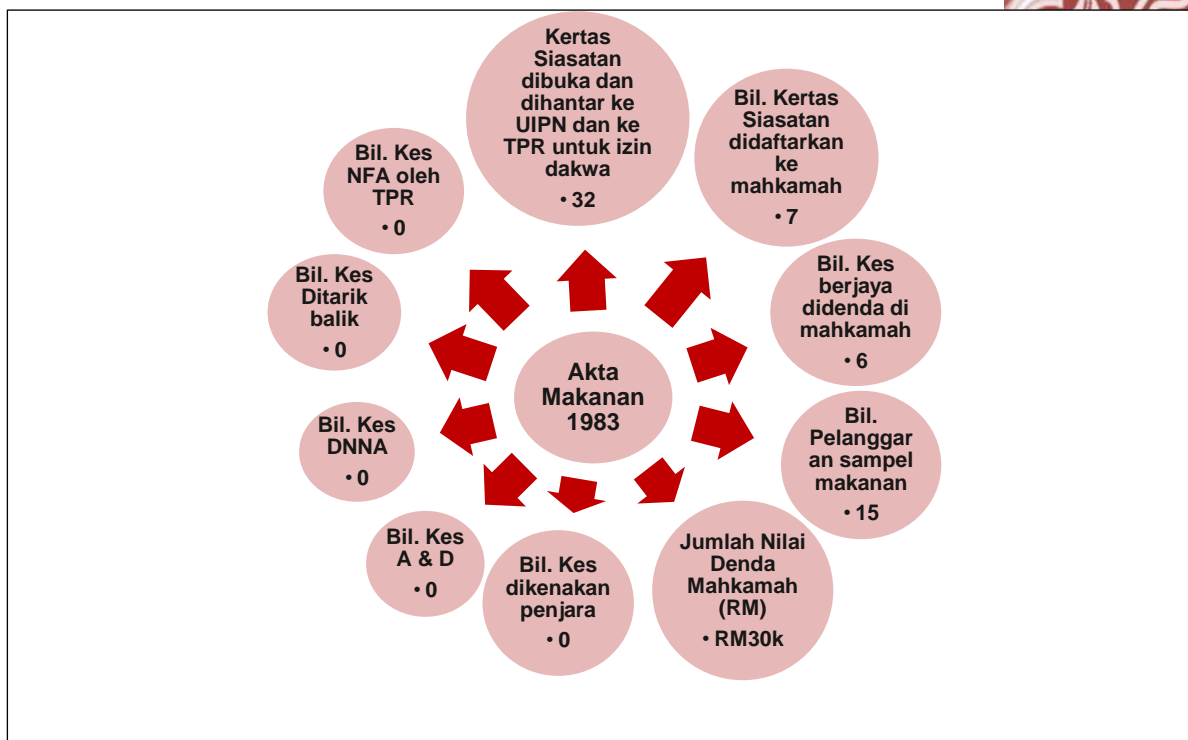 Kertas
Siasatan
dibuka dan
dihantar ke
UIPN dan ke
TPR untuk izin
dakwa
• 32
Bil. Kertas
Siasatan
didaftarkan
ke
mahkamah
• 7
Bil. Kes
berjaya
didenda di
mahkamah
• 6
Bil.
Pelanggar
an sampel
makanan
• 15
Jumlah Nilai
Denda
Mahkamah
(RM)
• RM30k
Bil. Kes
dikenakan
penjara
• 0
Bil. Kes
A & D
• 0
Bil. Kes
DNNA
• 0
Bil. Kes
Ditarik
balik
• 0
Bil. Kes
NFA oleh
TPR
• 0
Akta
Makanan
1983